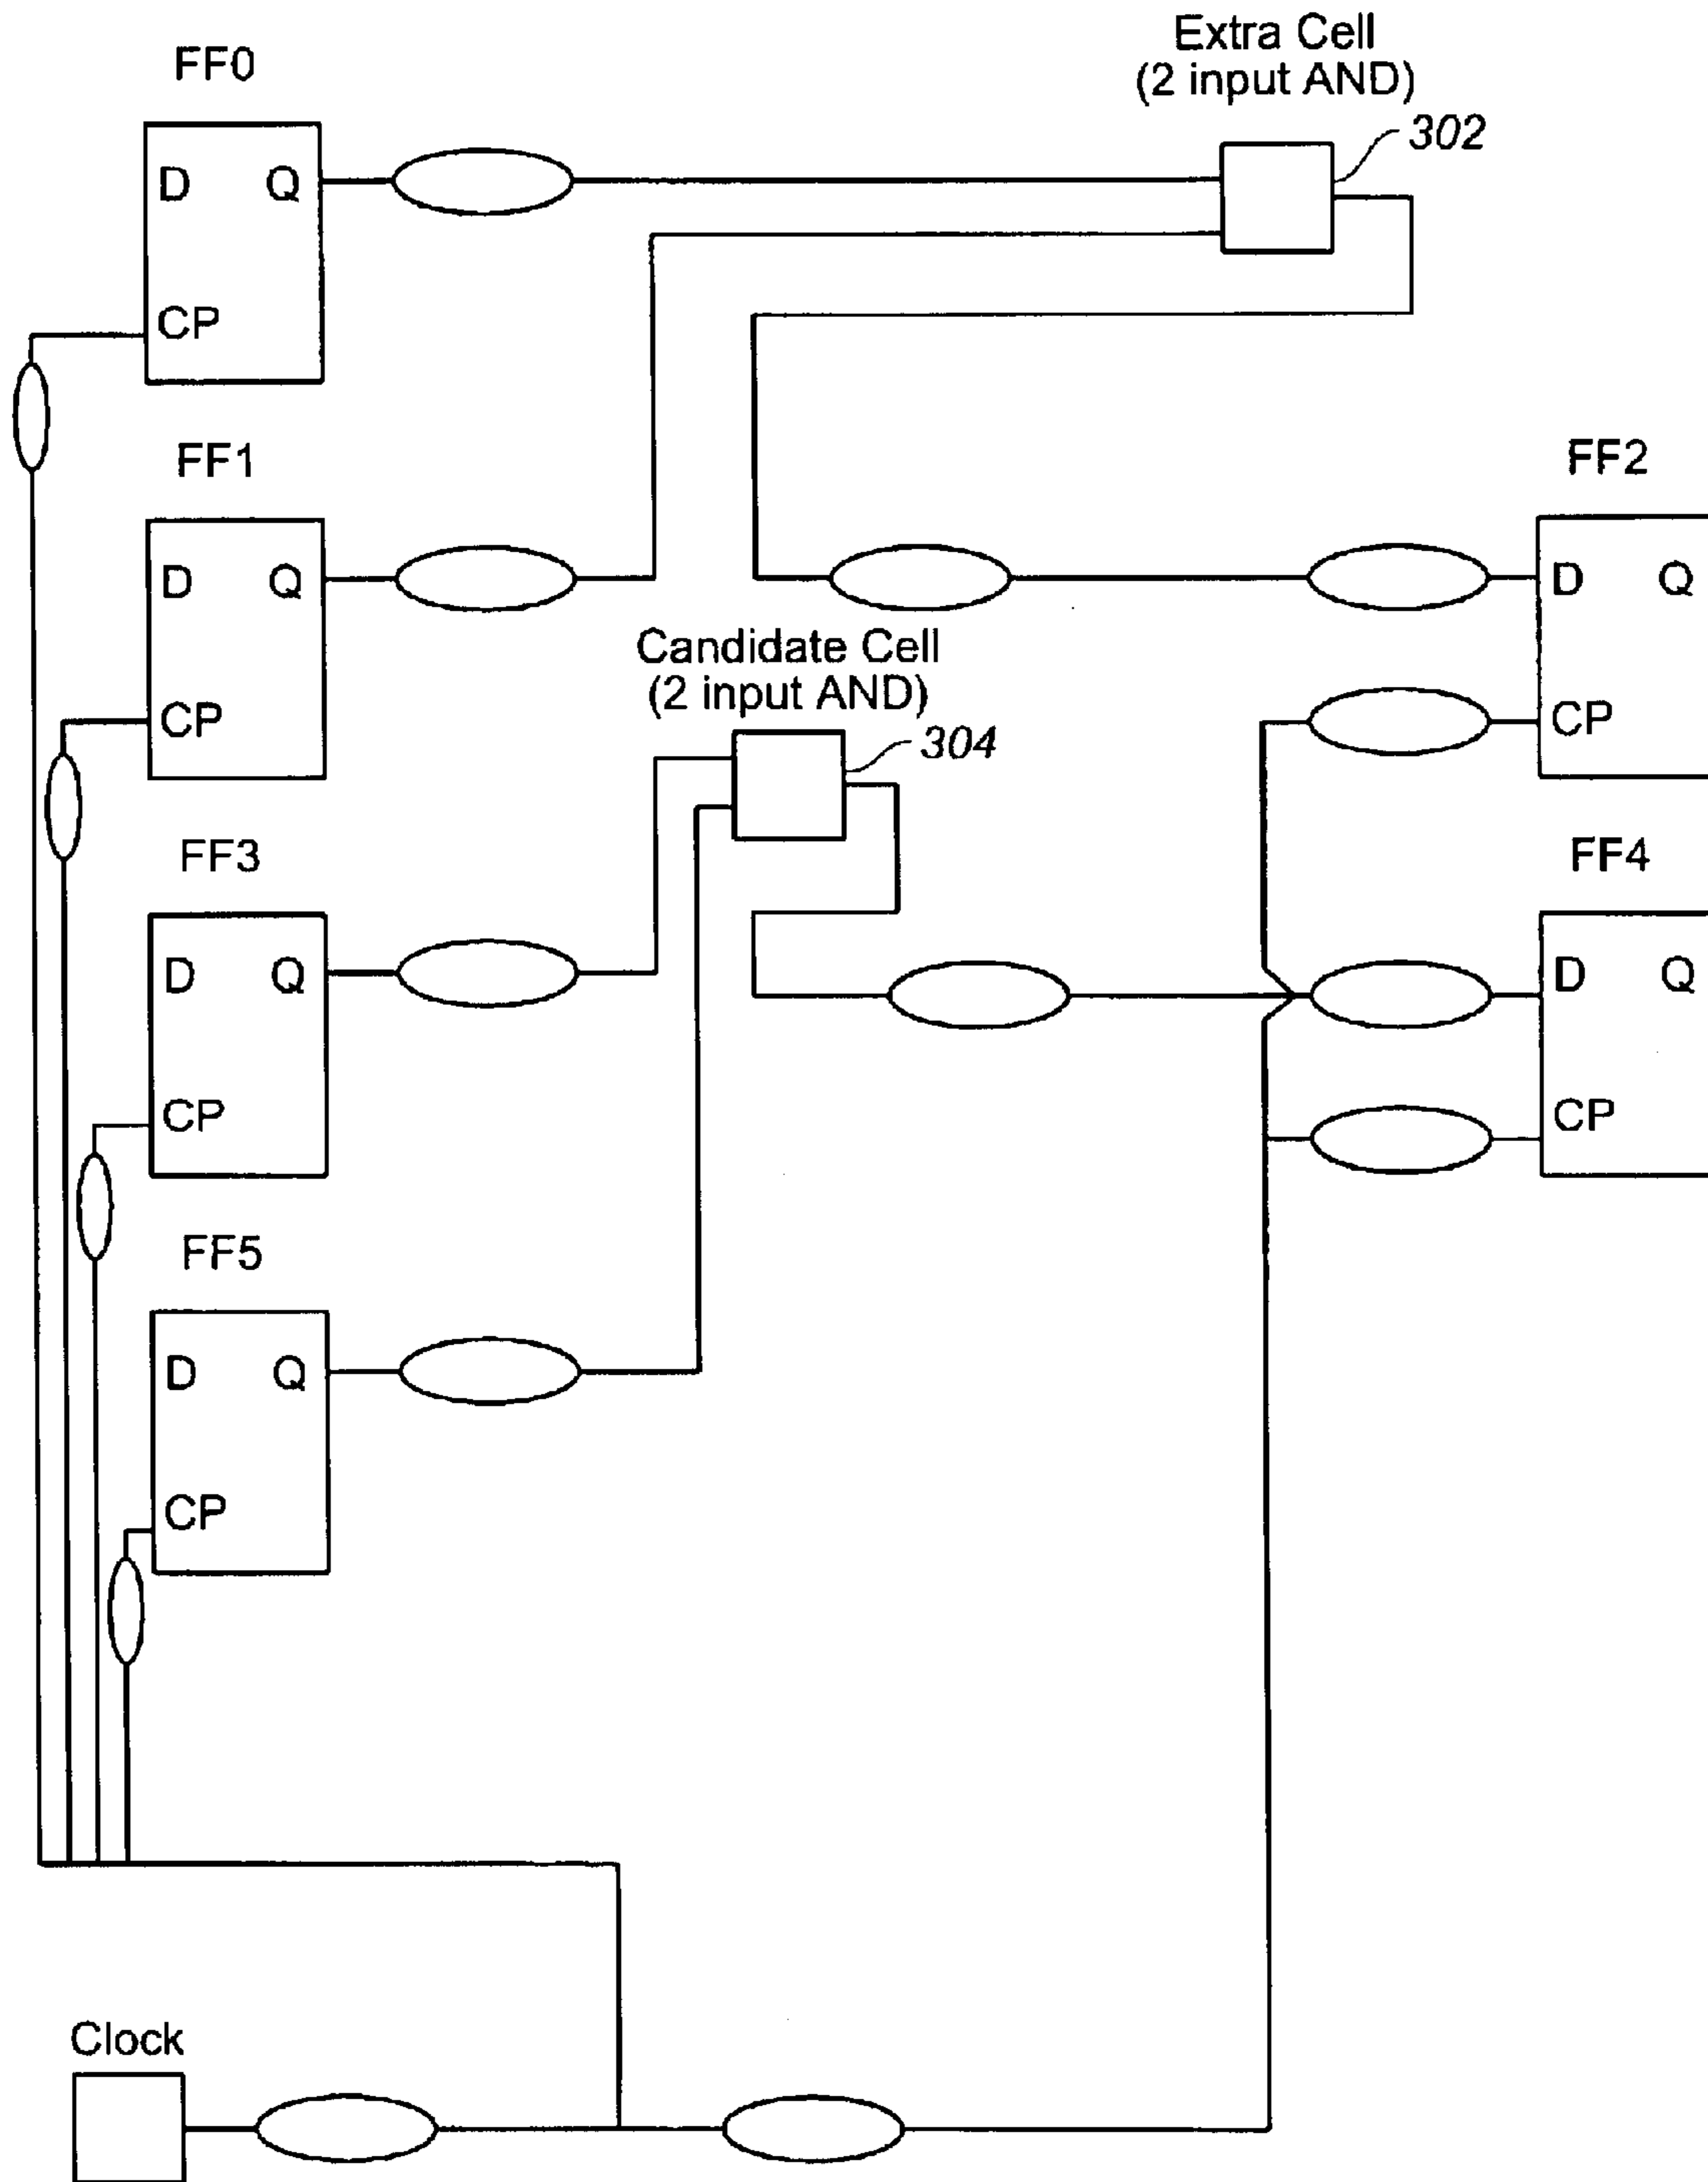 Extra Cell
(2 input AND)
302
FF0
D Q
CP
FF1
D Q
CP
FF2
D Q
CP
Candidate Cell
(2 input AND)
304
FF3
D Q
CP
FF4
D Q
CP
FF5
D Q
CP
Clock